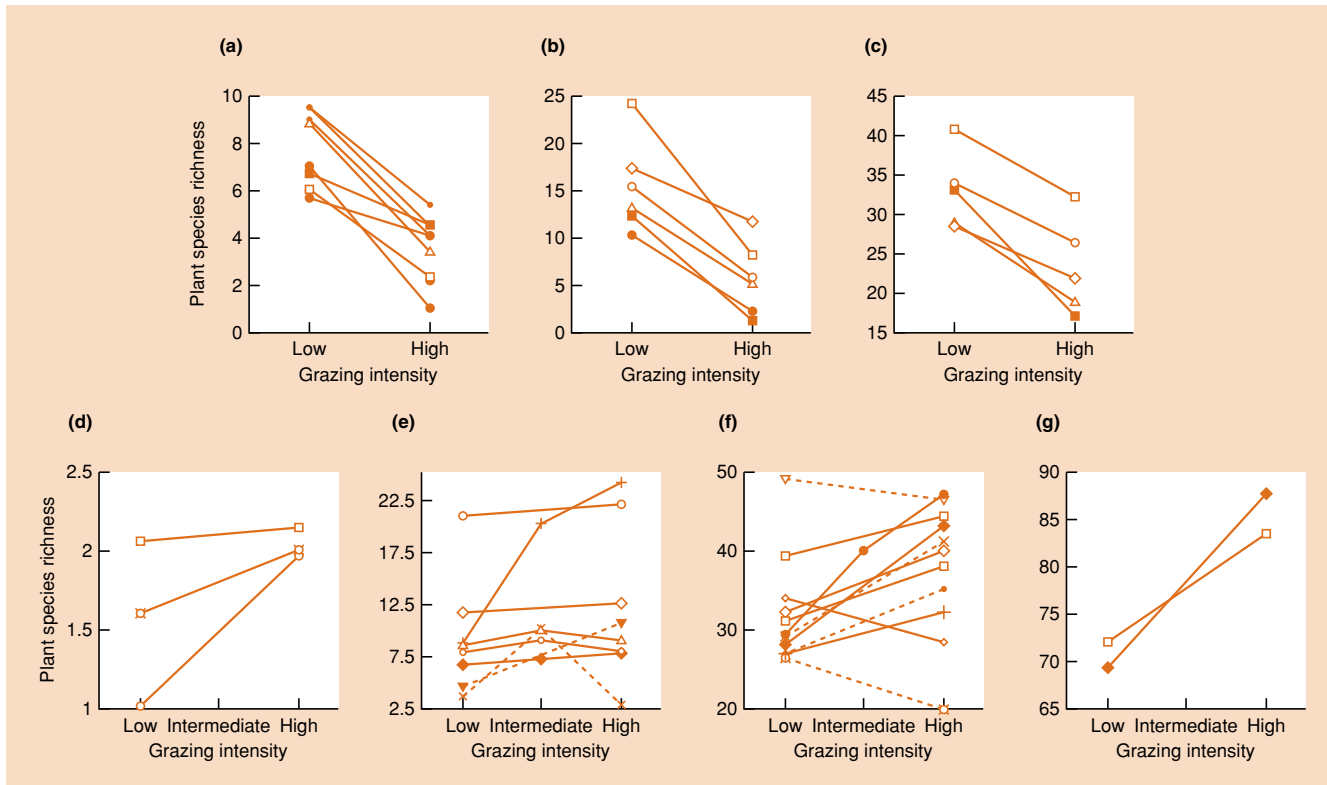 (a)
(b)
(c)
Plant species richness
10
8
6
4
2
0
Low
High
Grazing intensity
25
20
15
10
5
0
Low
High
Grazing intensity
45
40
35
30
25
20
15
Low
High
Grazing intensity
(d)
(e)
(f)
(g)
Plant species richness
2.5
2
1.5
1
Low
Intermediate
High
Grazing intensity
22.5
17.5
12.5
7.5
2.5
Low
Intermediate
High
Grazing intensity
50
40
30
20
Low
Intermediate
High
Grazing intensity
90
85
80
75
70
65
Low
Intermediate
High
Grazing intensity